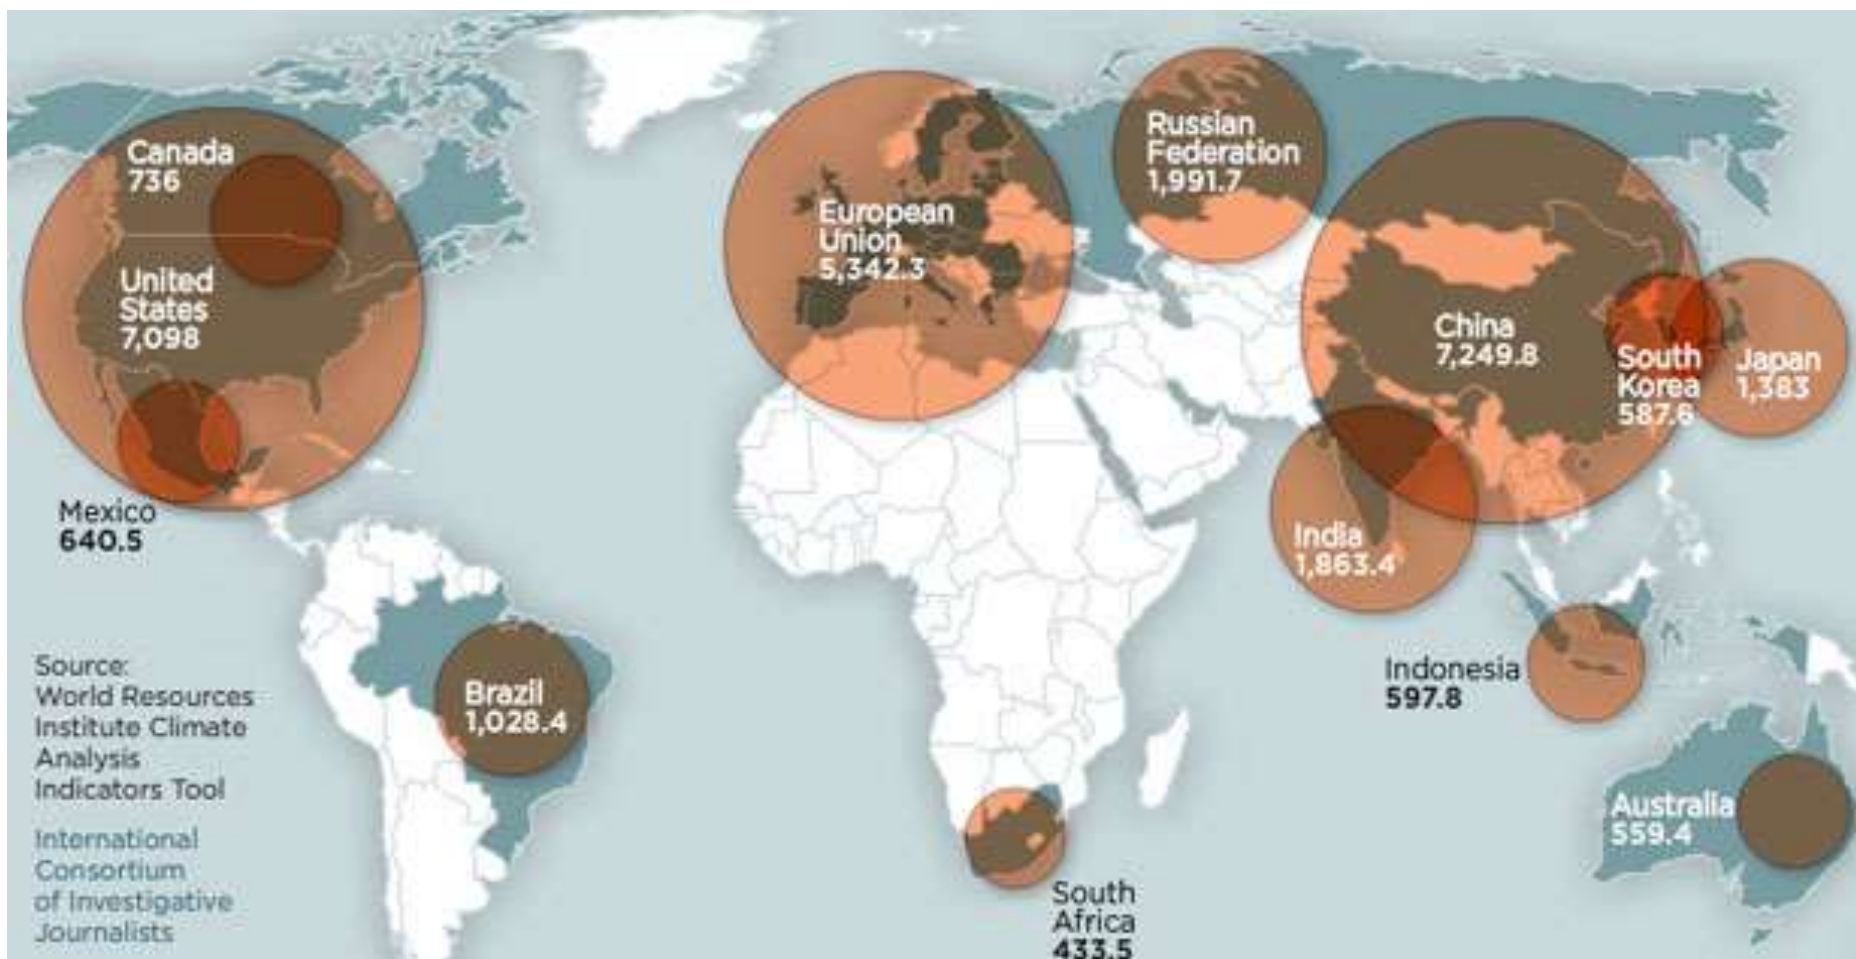 Canada
736
United
States
7,098
Mexico
640.5
European
Union
5,342.3
Russian
Federation
1,991.7
China
7,249.8
South
Korea
587.6
Japan
1,383
India
1,863.4
Indonesia
597.8
Brazil
1,028.4
Australia
559.4
South
Africa
433.5
Source:
World Resources
Institute Climate
Analysis
Indicators Tool
International
Consortium
of Investigative
Journalists